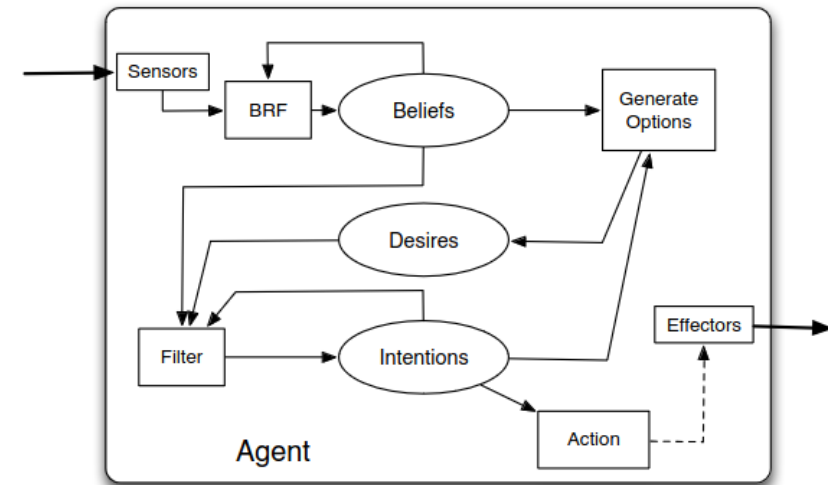 Sensors
BRF
Beliefs
Generate
Options
Desires
Effectors
Filter
Intentions
Action
Agent